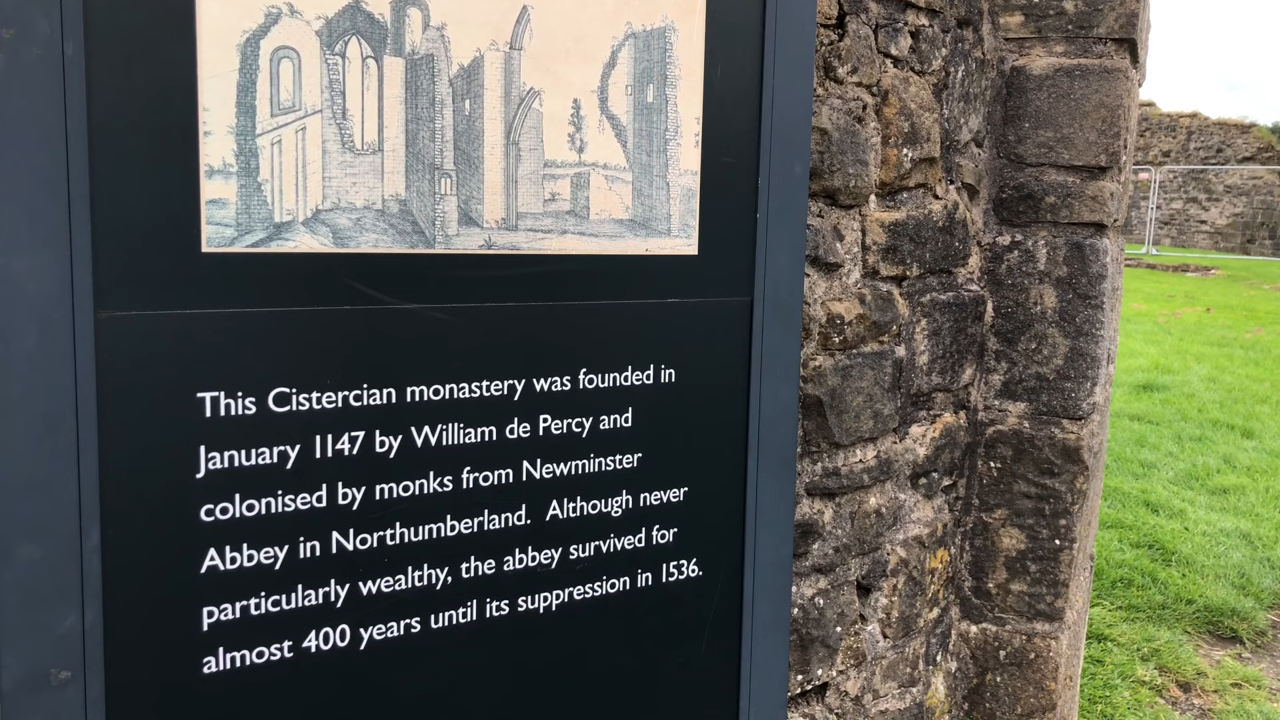 This Cistercian monastery was founded in
January 1147 by William de Percy and
colonised by monks from Newminster
Abbey in Northumberland. Although never
particularly wealthy, the abbey survived for
almost 400 years until its suppression in 1536.